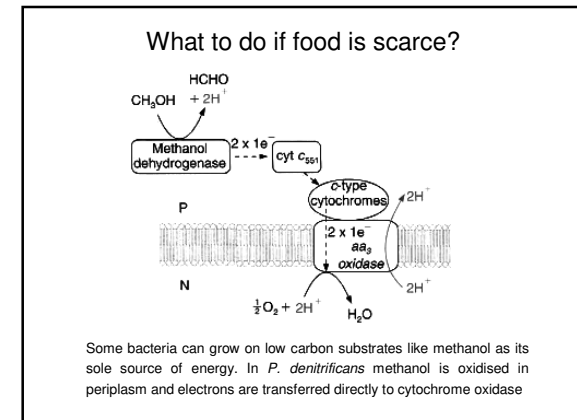 What to do if food is scarce?
HCHO
CH₃OH + 2H⁺
Methanol 2 x 1e⁻
dehydrogenase
cyt c₅₅₁
c-type
cytochromes
2H⁺
P
2 x 1e⁻
aa₃
oxidase
N
2H⁺
½O₂ + 2H⁺
H₂O
Some bacteria can grow on low carbon substrates like methanol as its
sole source of energy. In P. denitrificans methanol is oxidised in
periplasm and electrons are transferred directly to cytochrome oxidase